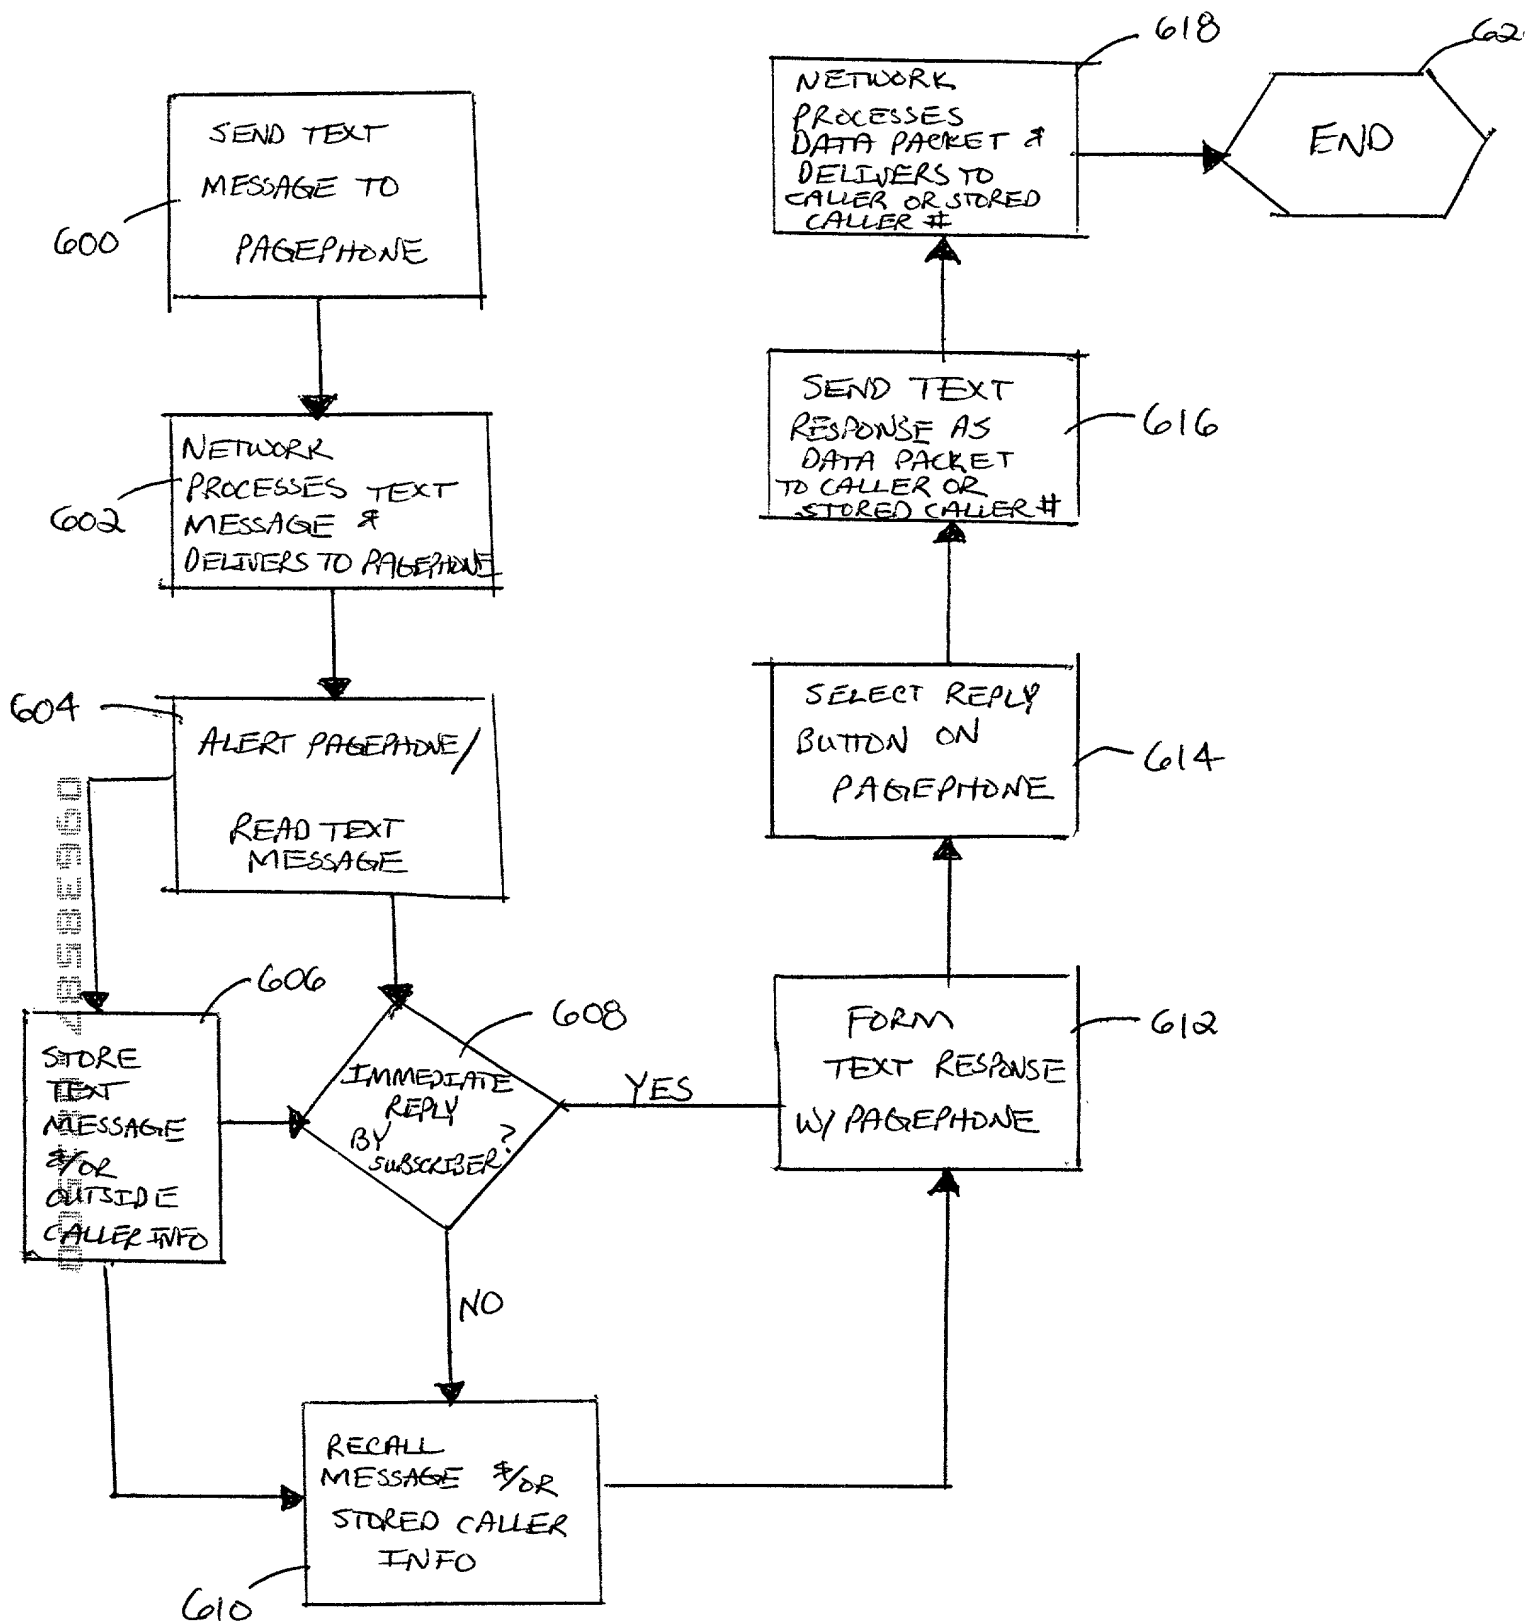 SEND TEXT
MESSAGE TO
PAGEPHONE
600
NETWORK
PROCESSES TEXT
MESSAGE &
DELIVERS TO PAGEPHONE
602
604
ALERT PAGEPHONE/
READ TEXT
MESSAGE
606
STORE
TEXT
MESSAGE
&/OR
OUTSIDE
CALLER INFO
608
IMMEDIATE
REPLY
BY
SUBSCRIBER?
YES
NO
RECALL
MESSAGE &/OR
STORED CALLER
INFO
610
FORM
TEXT RESPONSE
W/ PAGEPHONE
612
SELECT REPLY
BUTTON ON
PAGEPHONE
614
SEND TEXT
RESPONSE AS
DATA PACKET
TO CALLER OR
STORED CALLER #
616
618
NETWORK
PROCESSES
DATA PACKET &
DELIVERS TO
CALLER OR STORED
CALLER #
END